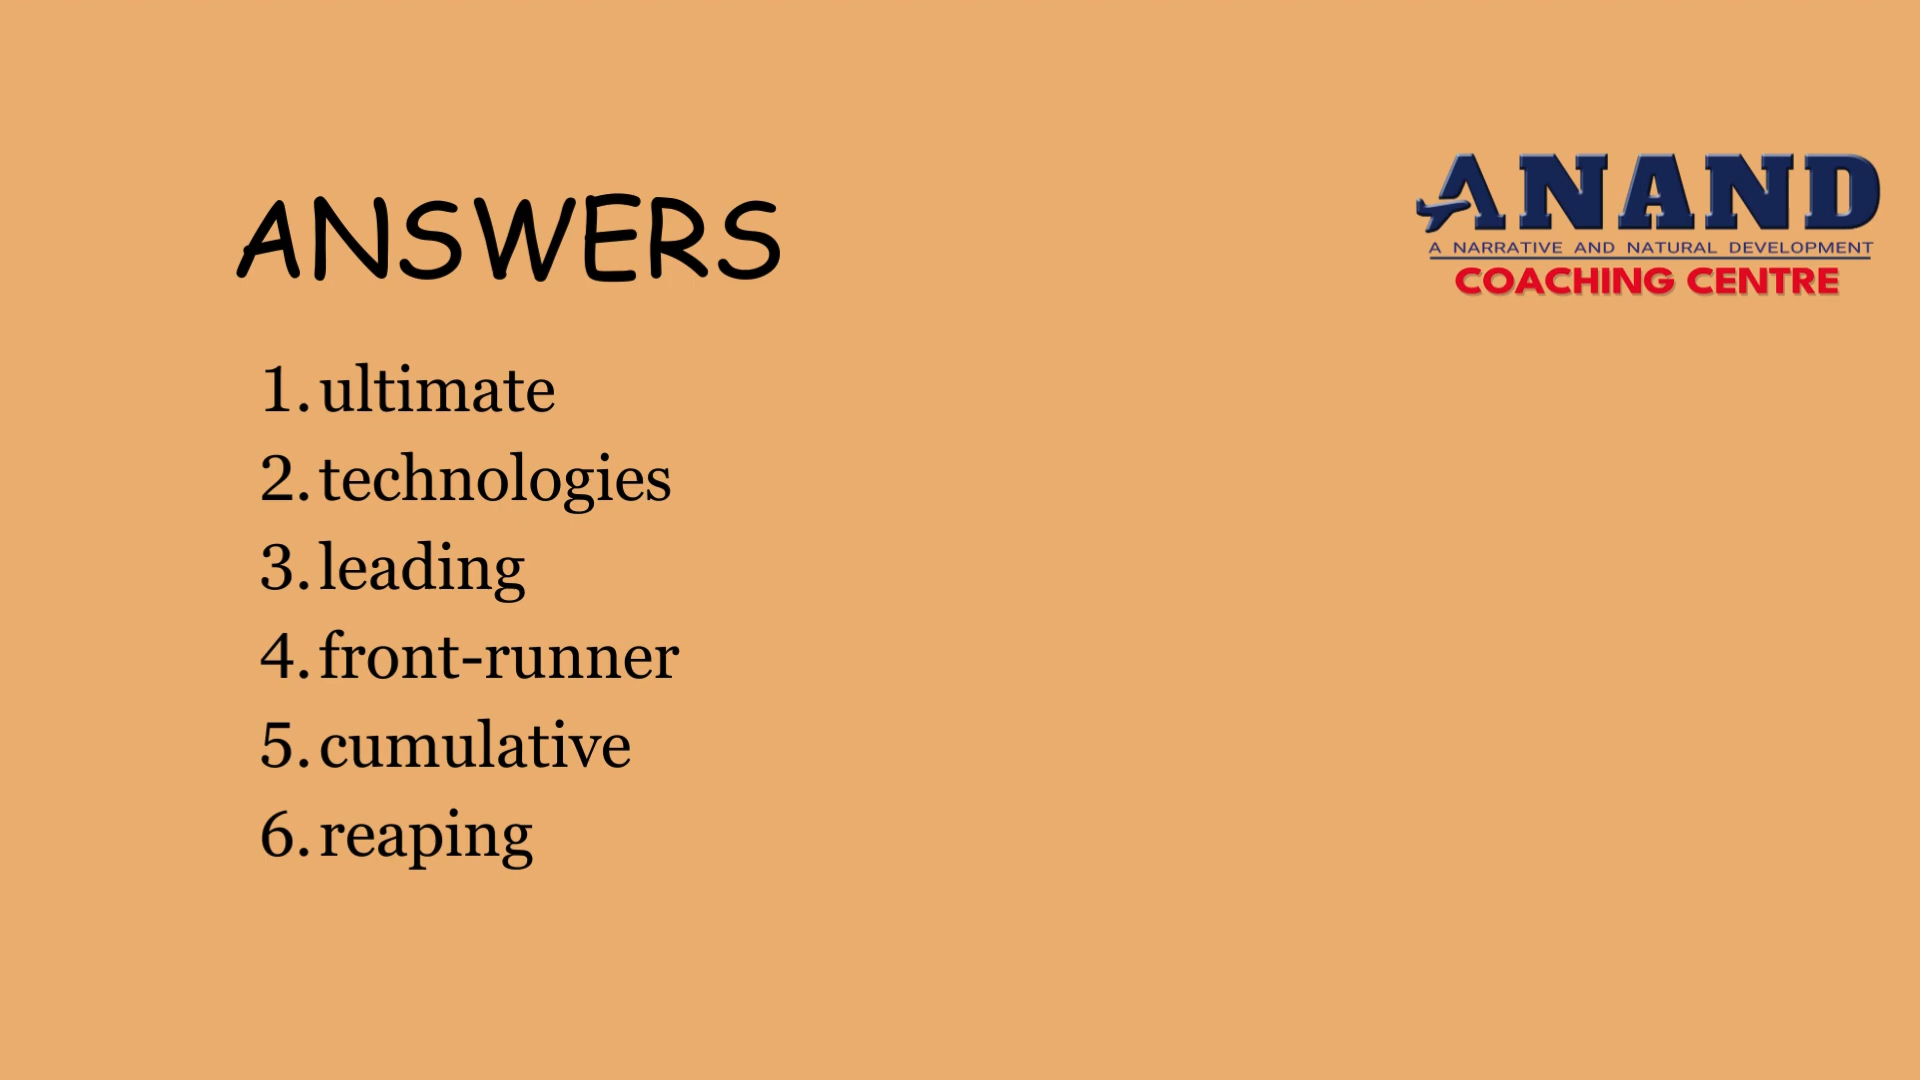 ANSWERS
ANAND
A NARRATIVE AND NATURAL DEVELOPMENT
COACHING CENTRE
1. ultimate
2. technologies
3. leading
4. front-runner
5. cumulative
6. reaping